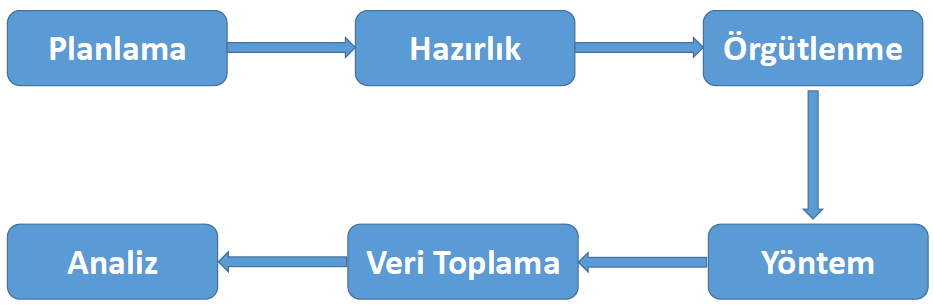 Planlama
Hazırlık
Örgütlenme
Yöntem
Veri Toplama
Analiz